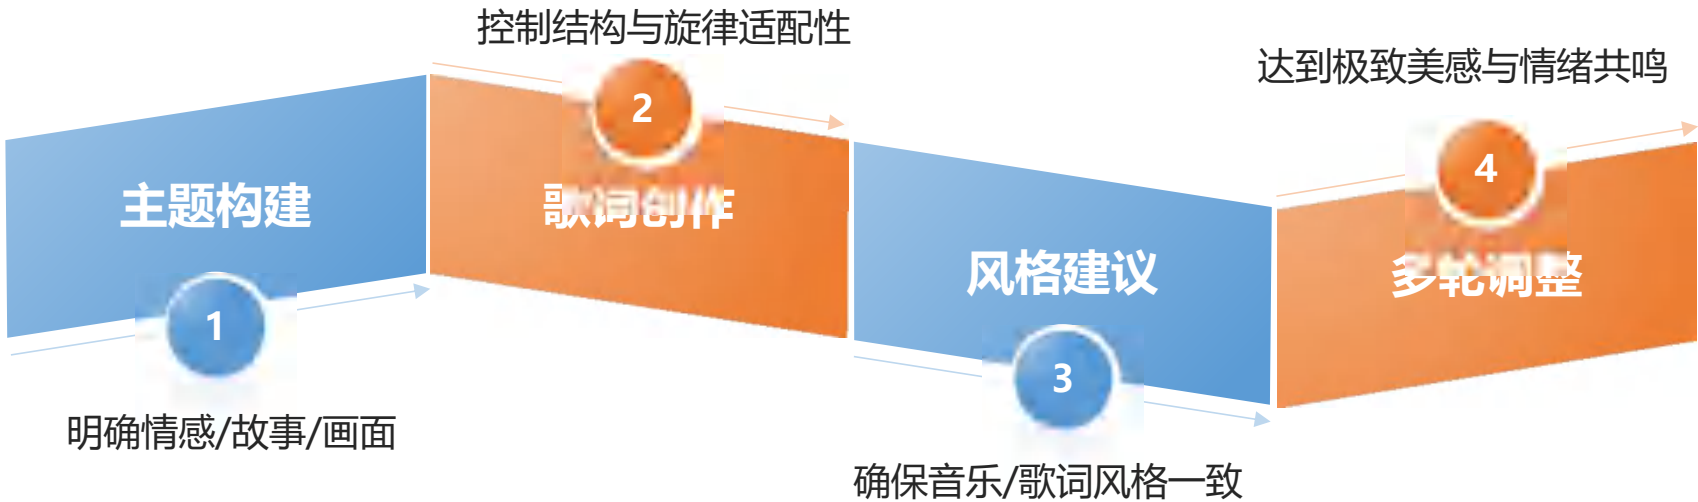 控制结构与旋律适配性
达到极致美感与情绪共鸣
2
4
主题构建
歌词创作
风格建议
多轮调整
1
3
明确情感/故事/画面
确保音乐/歌词风格一致